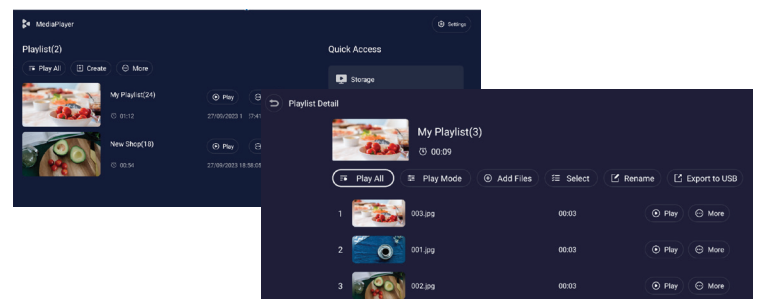 MediaPlayer
Settings
Playlist(2)
Quick Access
Play All
Create
More
Storage
My Playlist(24)
Play
01:12
27/09/2023 1
New Shop(18)
Play
00:54
27/09/2023 18:58:05
Playlist Detail
My Playlist(3)
00:09
Play All
Play Mode
Add Files
Select
Rename
Export to USB
1
003.jpg
00:03
Play
More
2
001.jpg
00:03
Play
More
3
002.jpg
00:03
Play
More